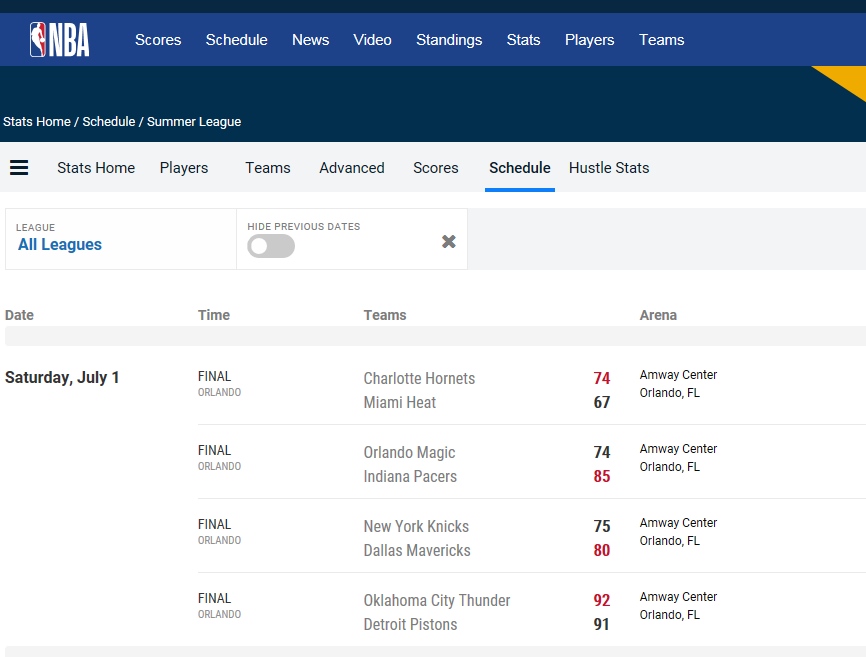 NBA
Scores Schedule News Video Standings Stats Players Teams
Stats Home / Schedule / Summer League
Stats Home Players Teams Advanced Scores Schedule Hustle Stats
LEAGUE
All Leagues
HIDE PREVIOUS DATES
Date Time Teams Arena
Saturday, July 1
FINAL
ORLANDO
Charlotte Hornets 74
Miami Heat 67
Amway Center
Orlando, FL
FINAL
ORLANDO
Orlando Magic 74
Indiana Pacers 85
Amway Center
Orlando, FL
FINAL
ORLANDO
New York Knicks 75
Dallas Mavericks 80
Amway Center
Orlando, FL
FINAL
ORLANDO
Oklahoma City Thunder 92
Detroit Pistons 91
Amway Center
Orlando, FL